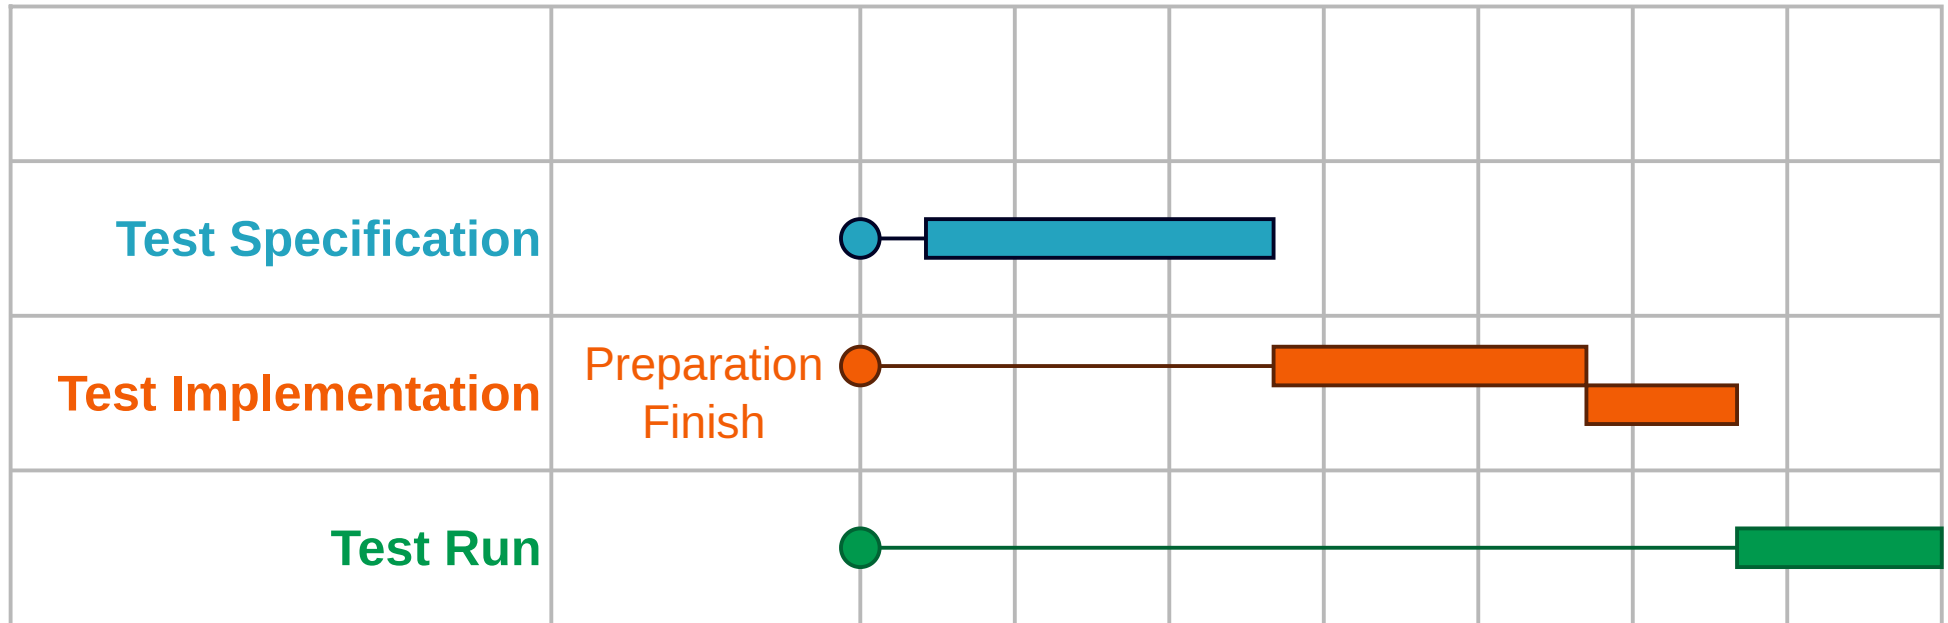 Test Specification
Test Implementation
Preparation
Finish
Test Run